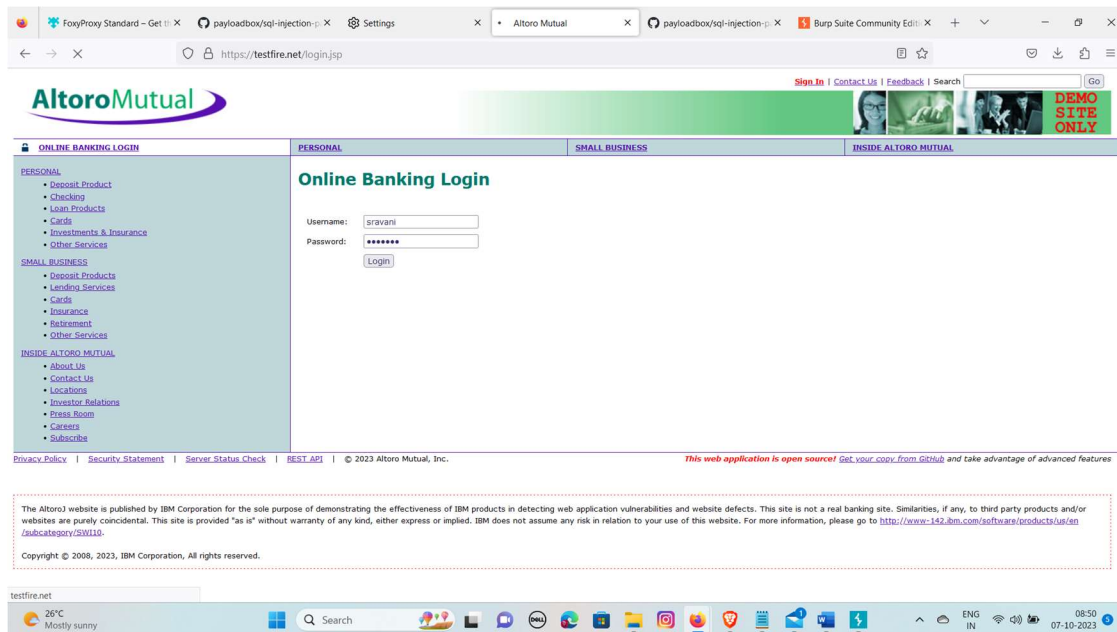 FoxyProxy Standard – Get th
payloadbox/sql-injection-p
Settings
Altoro Mutual
payloadbox/sql-injection-p
Burp Suite Community Editi
https://testfire.net/login.jsp
Sign In | Contact Us | Feedback | Search
Go
AltoroMutual
DEMO
SITE
ONLY
ONLINE BANKING LOGIN
PERSONAL
SMALL BUSINESS
INSIDE ALTORO MUTUAL
PERSONAL
• Deposit Product
• Checking
• Loan Products
• Cards
• Investments & Insurance
• Other Services
SMALL BUSINESS
• Deposit Products
• Lending Services
• Cards
• Insurance
• Retirement
• Other Services
INSIDE ALTORO MUTUAL
• About Us
• Contact Us
• Locations
• Investor Relations
• Press Room
• Careers
• Subscribe
Online Banking Login
Username: sravani
Password: •••••••
Login
Privacy Policy | Security Statement | Server Status Check | REST API | © 2023 Altoro Mutual, Inc.
This web application is open source! Get your copy from GitHub and take advantage of advanced features
The AltoroJ website is published by IBM Corporation for the sole purpose of demonstrating the effectiveness of IBM products in detecting web application vulnerabilities and website defects. This site is not a real banking site. Similarities, if any, to third party products and/or
websites are purely coincidental. This site is provided "as is" without warranty of any kind, either express or implied. IBM does not assume any risk in relation to your use of this website. For more information, please go to http://www-142.ibm.com/software/products/us/en
/subcategory/SWI10.
Copyright © 2008, 2023, IBM Corporation, All rights reserved.
testfire.net
26°C
Mostly sunny
Search
DELL
ENG
IN
08:50
07-10-2023